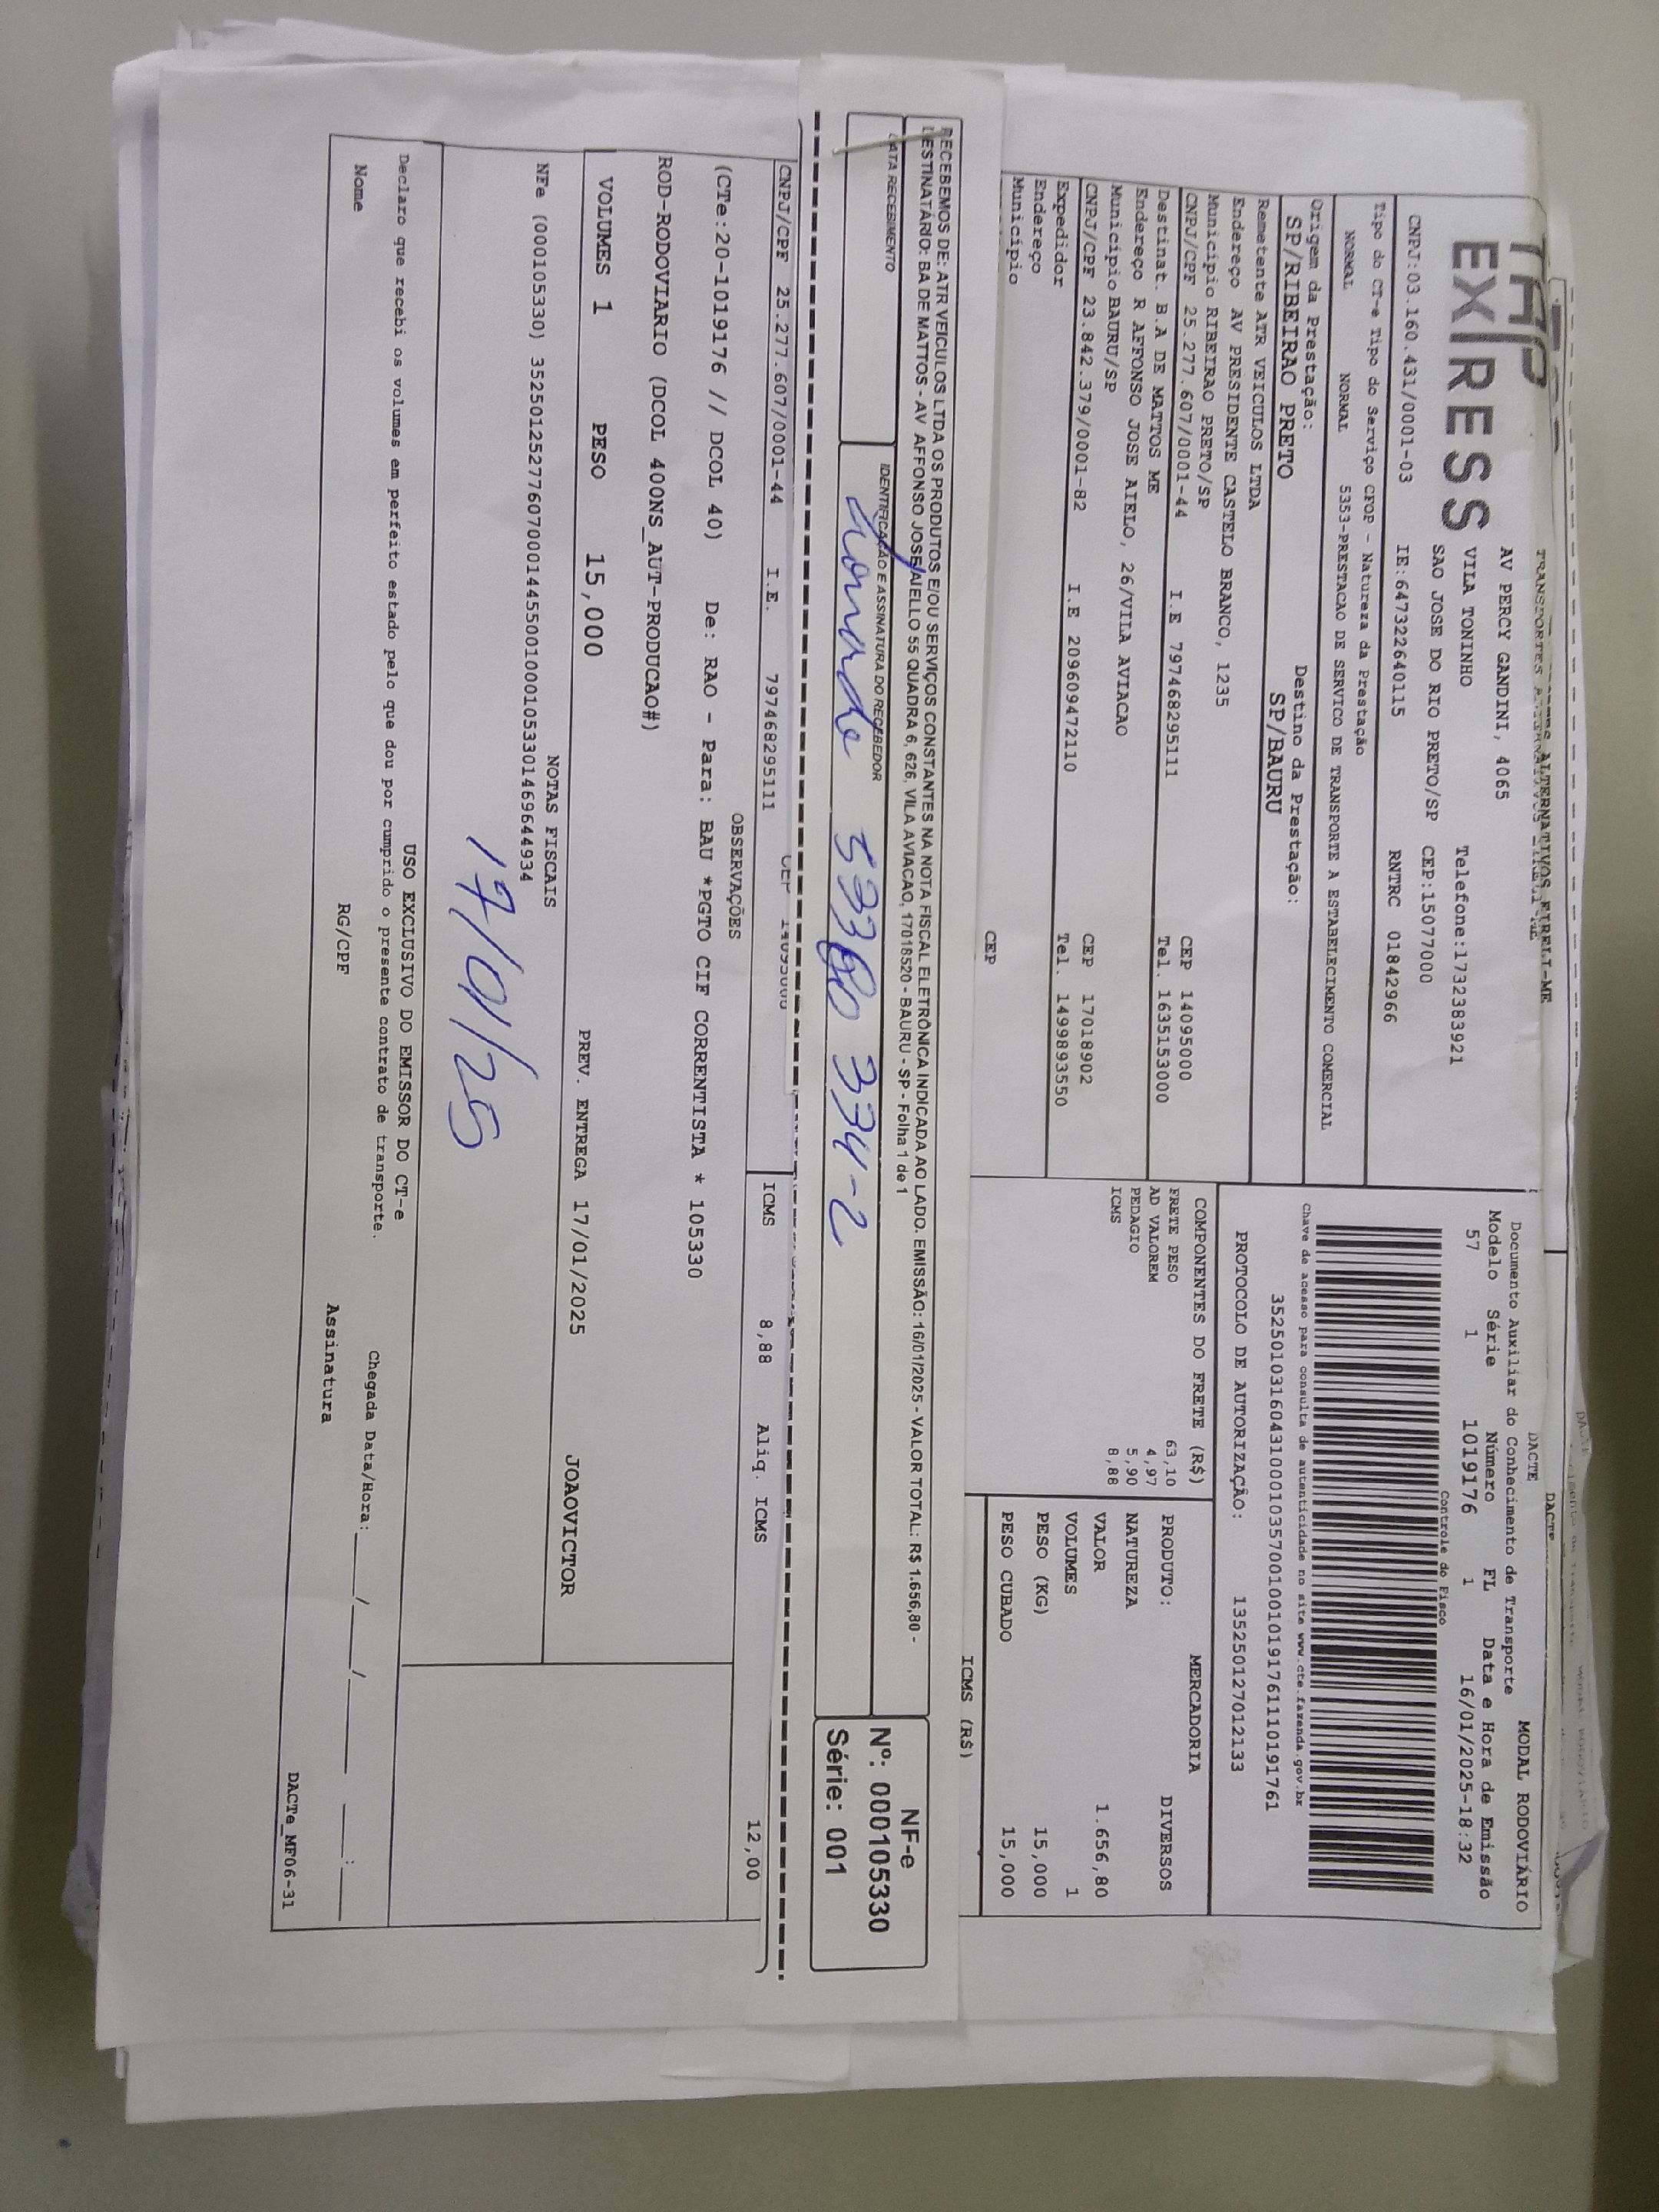 TRANSPORTES ALTERNATIVOS EIRELI-ME
EXPRESS
AV PERCY GANDINI, 4065
VILA TONINHO Telefone:1732383921
SAO JOSE DO RIO PRETO/SP CEP:15077000
CNPJ:03.160.431/0001-03 IE:647322640115 RNTRC 01842966
Tipo do CT-e Tipo do Serviço CFOP - Natureza da Prestação
NORMAL NORMAL 5353-PRESTACAO DE SERVICO DE TRANSPORTE A ESTABELECIMENTO COMERCIAL
Origem da Prestação: Destino da Prestação:
SP/RIBEIRAO PRETO SP/BAURU
Remetente ATR VEICULOS LTDA
Endereço AV PRESIDENTE CASTELO BRANCO, 1235
Município RIBEIRAO PRETO/SP CEP 14095000
CNPJ/CPF 25.277.607/0001-44 I.E 797468295111 Tel. 1635153000
Destinat. B.A DE MATTOS ME
Endereço R AFFONSO JOSE AIELO, 26/VILA AVIACAO
Município BAURU/SP CEP 17018902
CNPJ/CPF 23.842.379/0001-82 I.E 209609472110 Tel. 1499893550
Expedidor
Endereço
Município CEP
DACTE MODAL RODOVIÁRIO
Documento Auxiliar do Conhecimento de Transporte
Modelo Série Número FL Data e Hora de Emissão
57 1 1019176 1 16/01/2025-18:32
Controle do Fisco
Chave de acesso para consulta de autenticidade no site www.cte.fazenda.gov.br
35250103160431000103570010010191761110191761
PROTOCOLO DE AUTORIZAÇÃO: 135250127012133
COMPONENTES DO FRETE (R$)
FRETE PESO 63,10
AD VALOREM 4,97
PEDAGIO 5,90
ICMS 8,88
MERCADORIA
PRODUTO: DIVERSOS
NATUREZA
VALOR 1.656,80
VOLUMES 1
PESO (KG) 15,000
PESO CUBADO 15,000
ICMS (R$)
RECEBEMOS DE: ATR VEICULOS LTDA OS PRODUTOS E/OU SERVIÇOS CONSTANTES NA NOTA FISCAL ELETRÔNICA INDICADA AO LADO. EMISSÃO: 16/01/2025 - VALOR TOTAL: R$ 1.656,80 -
DESTINATÁRIO: BA DE MATTOS - AV AFFONSO JOSE AIELLO 55 QUADRA 6, 626, VILA AVIACAO, 17018520 - BAURU - SP - Folha 1 de 1
DATA RECEBIMENTO IDENTIFICAÇÃO E ASSINATURA DO RECEBEDOR
334-2
NF-e
Nº: 000105330
Série: 001
CNPJ/CPF 25.277.607/0001-44 I.E. 797468295111 CEP 14095000
ICMS 8,88 Aliq. ICMS 12,00
OBSERVAÇÕES
(CTe:20-1019176 // DCOL 40) De: RAO - Para: BAU *PGTO CIF CORRENTISTA * 105330
ROD-RODOVIARIO (DCOL 400NS_AUT-PRODUCAO#)
VOLUMES 1 PESO 15,000 PREV. ENTREGA 17/01/2025 JOAOVICTOR
NOTAS FISCAIS
NFe (000105330) 35250125277607000144550010001053301469644934
17/01/25
USO EXCLUSIVO DO EMISSOR DO CT-e
Declaro que recebi os volumes em perfeito estado pelo que dou por cumprido o presente contrato de transporte. Chegada Data/Hora:____/____/______ ____:____
Nome RG/CPF Assinatura
DACTe_MF06-31